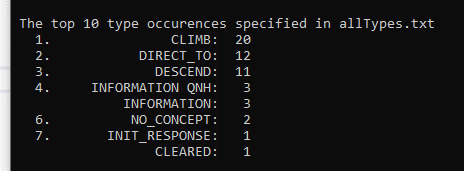 The top 10 type occurences specified in allTypes.txt
1. CLIMB: 20
2. DIRECT_TO: 12
3. DESCEND: 11
4. INFORMATION QNH: 3
INFORMATION: 3
6. NO_CONCEPT: 2
7. INIT_RESPONSE: 1
CLEARED: 1